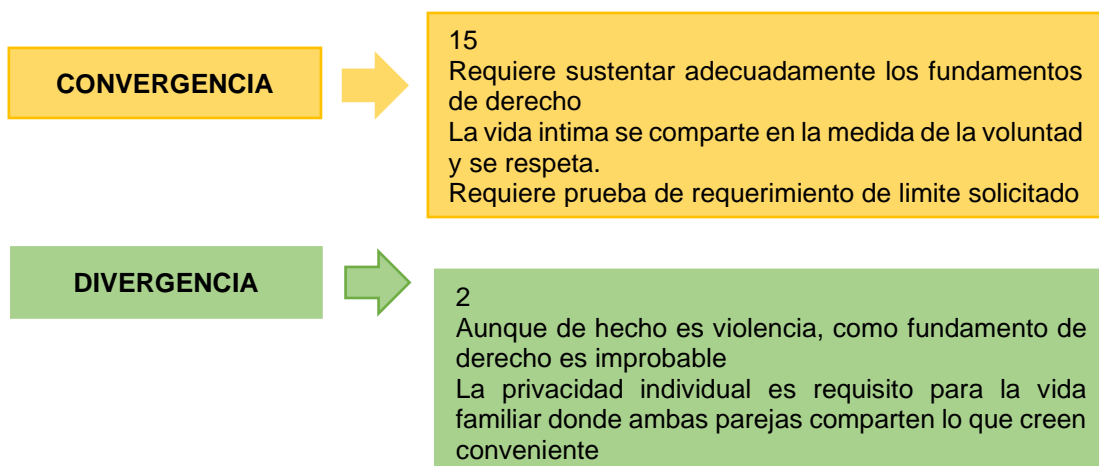 CONVERGENCIA
15
Requiere sustentar adecuadamente los fundamentos
de derecho
La vida intima se comparte en la medida de la voluntad
y se respeta.
Requiere prueba de requerimiento de limite solicitado
DIVERGENCIA
2
Aunque de hecho es violencia, como fundamento de
derecho es improbable
La privacidad individual es requisito para la vida
familiar donde ambas parejas comparten lo que creen
conveniente